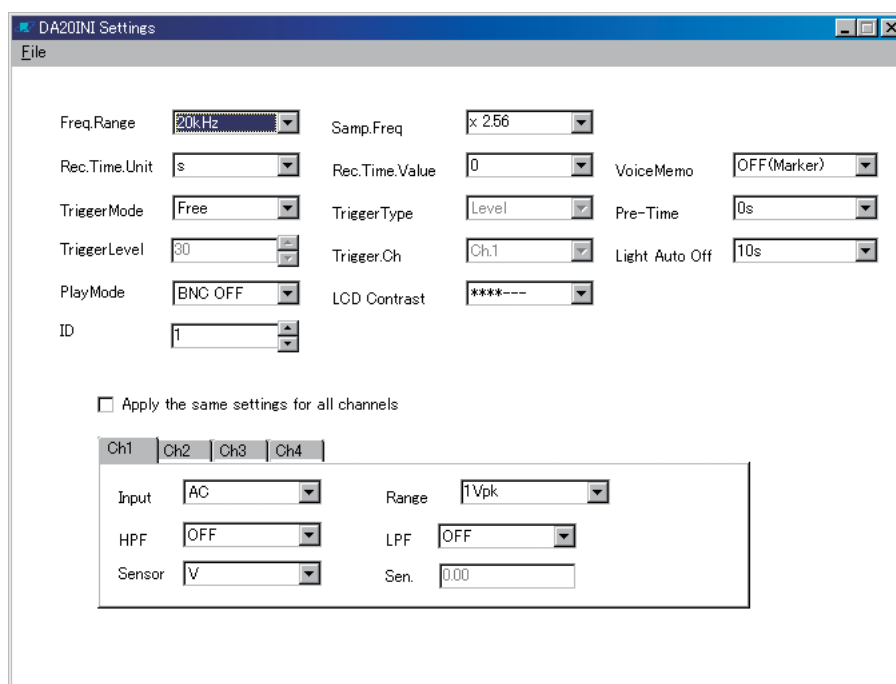 DA20INI Settings
File
Freq.Range 20kHz Samp.Freq x 2.56
Rec.Time.Unit s Rec.Time.Value 0 VoiceMemo OFF(Marker)
TriggerMode Free TriggerType Level Pre-Time 0s
TriggerLevel 30 Trigger.Ch Ch.1 Light Auto Off 10s
PlayMode BNC OFF LCD Contrast ****---
ID 1
Apply the same settings for all channels
Ch1 Ch2 Ch3 Ch4
Input AC Range 1Vpk
HPF OFF LPF OFF
Sensor V Sen. 0.00